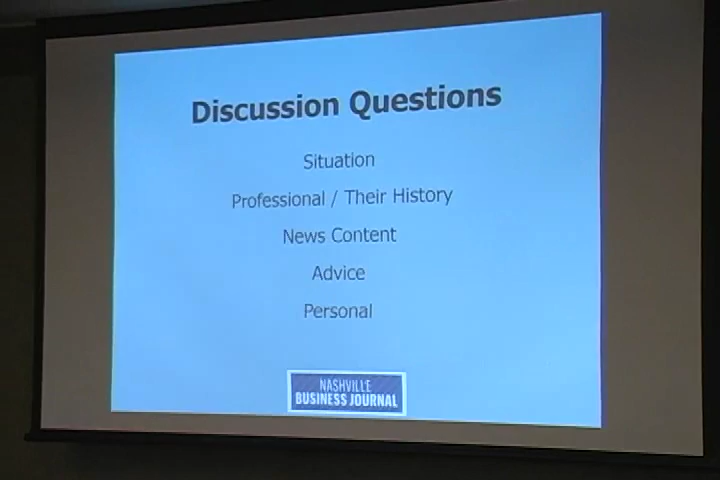 Discussion Questions
Situation
Professional / Their History
News Content
Advice
Personal
NASHVILLE
BUSINESS JOURNAL